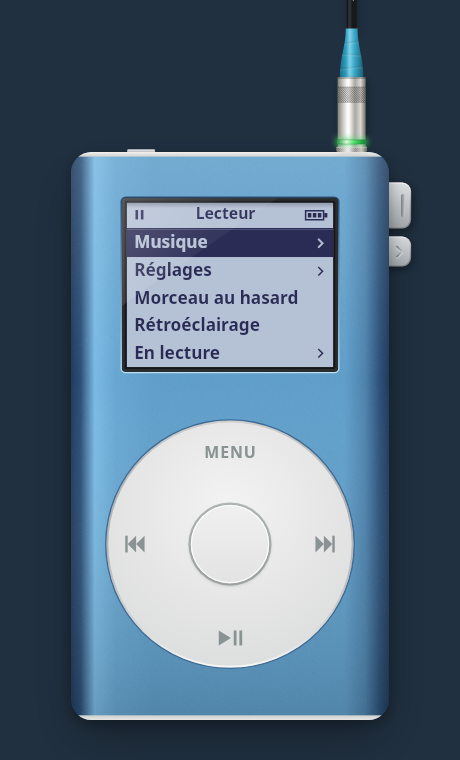 Lecteur
Musique
Réglages
Morceau au hasard
Rétroéclairage
En lecture
MENU